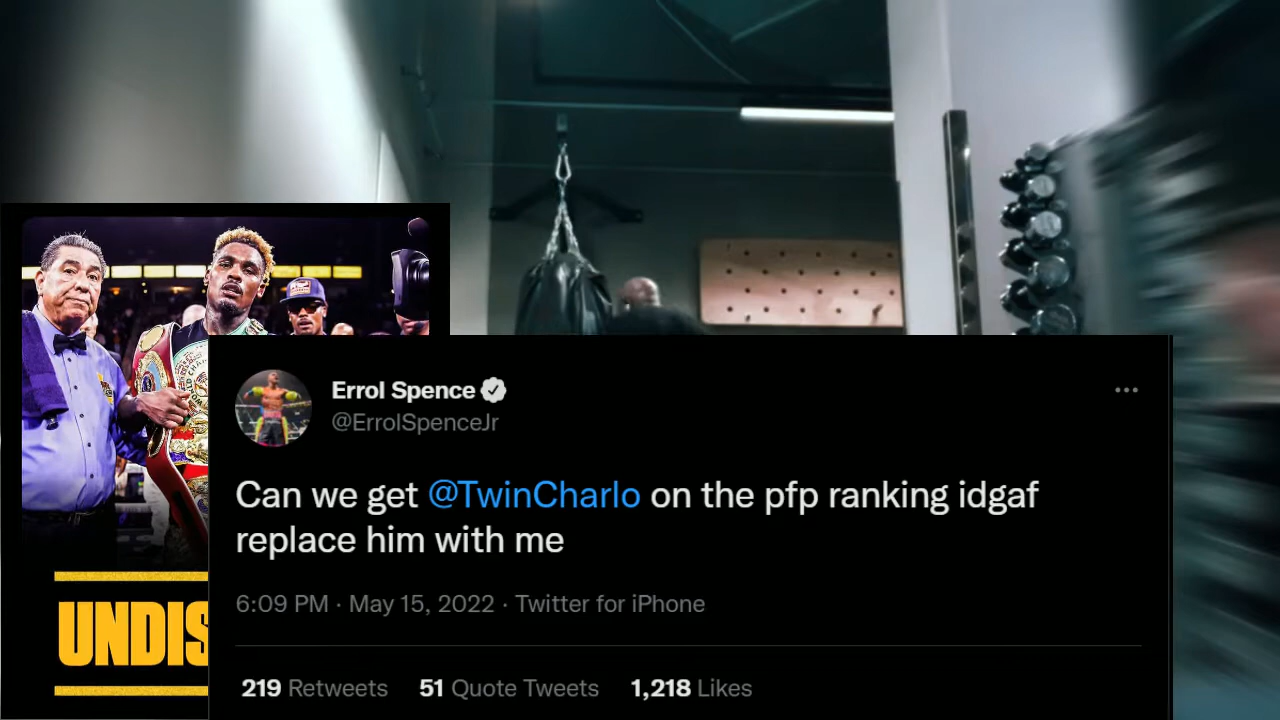 Errol Spence
@ErrolSpenceJr
Can we get @TwinCharlo on the pfp ranking idgaf
replace him with me
6:09 PM · May 15, 2022 · Twitter for iPhone
219 Retweets 51 Quote Tweets 1,218 Likes
UNDIS